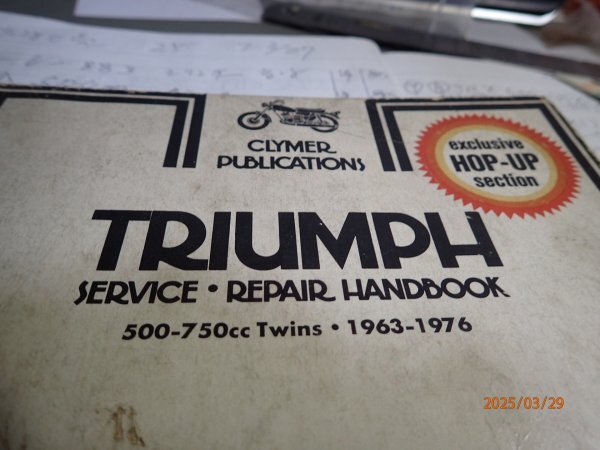 CLYMER
PUBLICATIONS
exclusive
HOP-UP
section
TRIUMPH
SERVICE • REPAIR HANDBOOK
500-750cc Twins • 1963-1976
2025/03/29